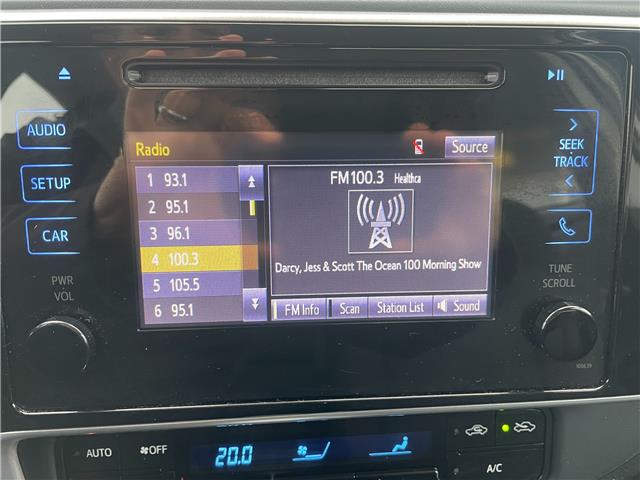 AUDIO
SETUP
CAR
PWR
VOL
Radio
Source
1 93.1
2 95.1
3 96.1
4 100.3
5 105.5
6 95.1
FM100.3 Healthca
Darcy, Jess & Scott The Ocean 100 Morning Show
FM Info
Scan
Station List
Sound
SEEK
TRACK
TUNE
SCROLL
100639
AUTO
OFF
20.0
A/C